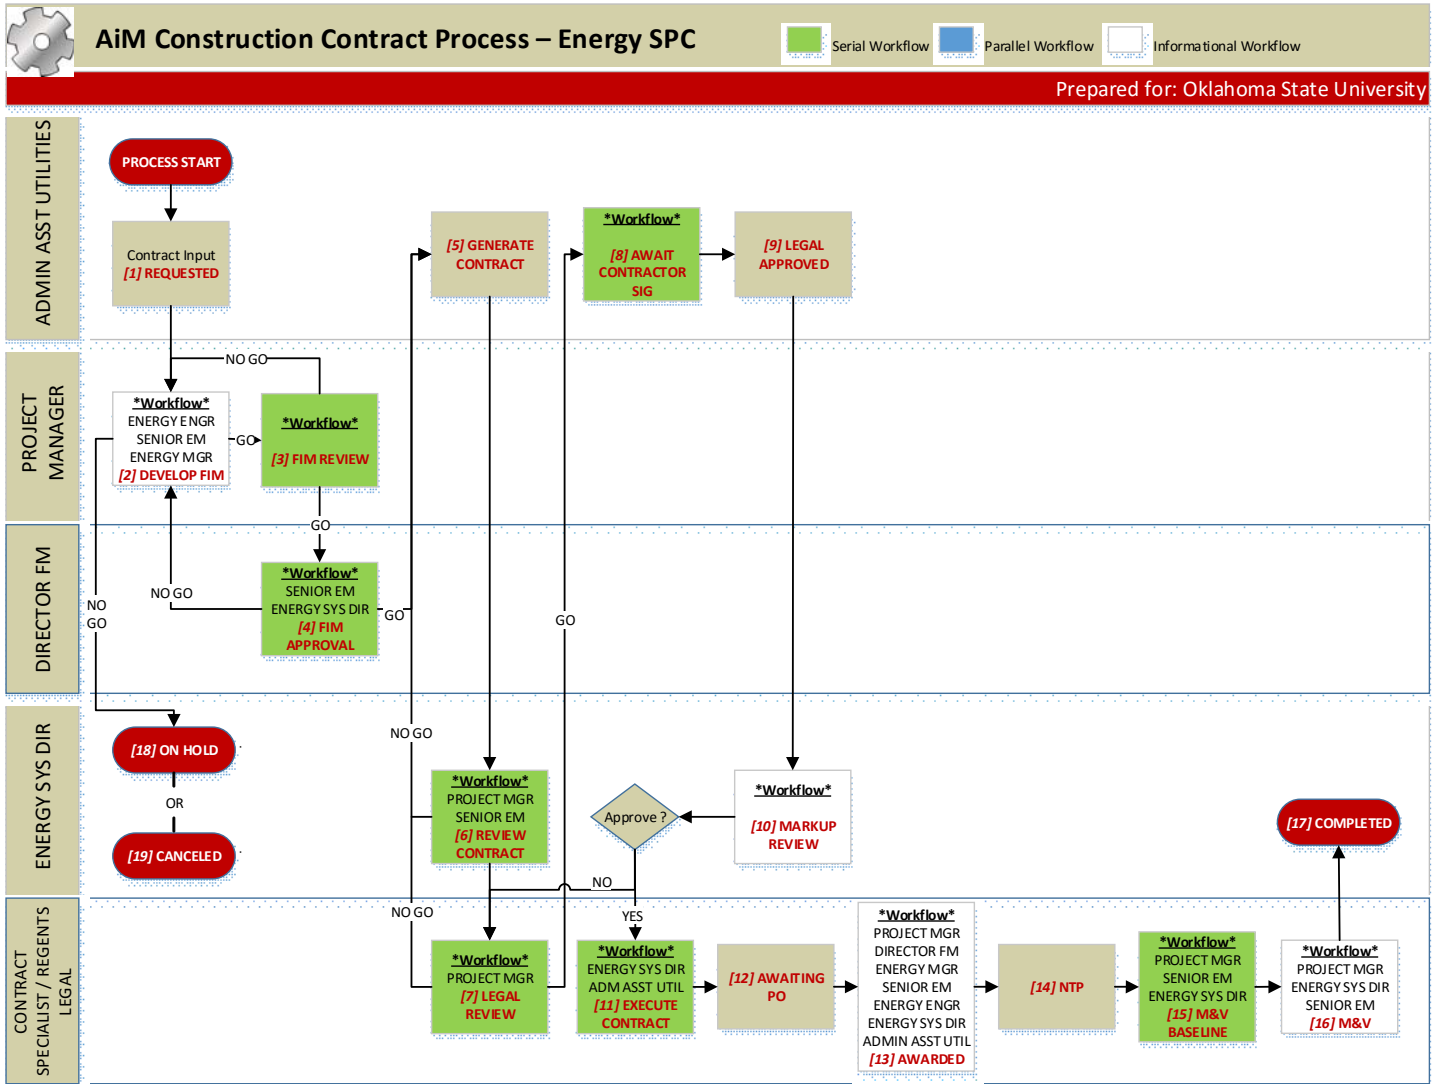 AiM Construction Contract Process – Energy SPC
Serial Workflow
Parallel Workflow
Informational Workflow
Prepared for: Oklahoma State University
ADMIN ASST UTILITIES
PROCESS START
Contract Input
[1] REQUESTED
[5] GENERATE
CONTRACT
*Workflow*
[8] AWAIT
CONTRACTOR
SIG
[9] LEGAL
APPROVED
PROJECT
MANAGER
NO GO
*Workflow*
ENERGY ENGR
SENIOR EM
ENERGY MGR
[2] DEVELOP FIM
GO
*Workflow*
[3] FIM REVIEW
GO
DIRECTOR FM
NO
GO
NO GO
*Workflow*
SENIOR EM
ENERGY SYS DIR
[4] FIM
APPROVAL
GO
GO
ENERGY SYS DIR
[18] ON HOLD
OR
[19] CANCELED
NO GO
*Workflow*
PROJECT MGR
SENIOR EM
[6] REVIEW
CONTRACT
Approve ?
*Workflow*
[10] MARKUP
REVIEW
[17] COMPLETED
NO
YES
CONTRACT
SPECIALIST / REGENTS
LEGAL
NO GO
*Workflow*
PROJECT MGR
[7] LEGAL
REVIEW
*Workflow*
ENERGY SYS DIR
ADM ASST UTIL
[11] EXECUTE
CONTRACT
[12] AWAITING
PO
*Workflow*
PROJECT MGR
DIRECTOR FM
ENERGY MGR
SENIOR EM
ENERGY ENGR
ENERGY SYS DIR
ADMIN ASST UTIL
[13] AWARDED
[14] NTP
*Workflow*
PROJECT MGR
SENIOR EM
ENERGY SYS DIR
[15] M&V
BASELINE
*Workflow*
PROJECT MGR
ENERGY SYS DIR
SENIOR EM
[16] M&V